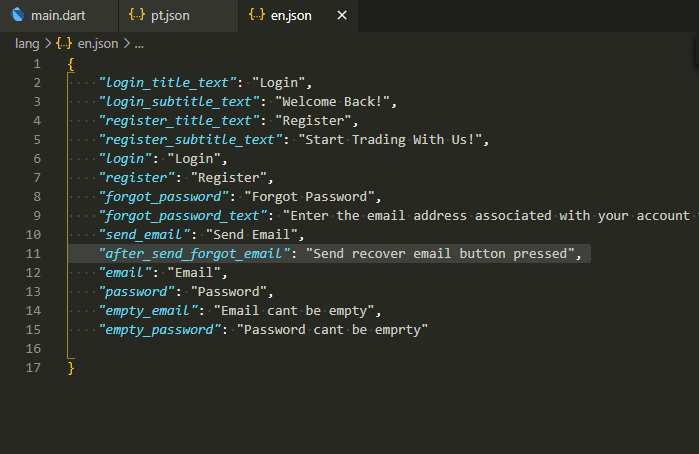 main.dart pt.json en.json
lang > en.json > ...
1 {
2 "login_title_text": "Login",
3 "login_subtitle_text": "Welcome Back!",
4 "register_title_text": "Register",
5 "register_subtitle_text": "Start Trading With Us!",
6 "login": "Login",
7 "register": "Register",
8 "forgot_password": "Forgot Password",
9 "forgot_password_text": "Enter the email address associated with your account
10 "send_email": "Send Email",
11 "after_send_forgot_email": "Send recover email button pressed",
12 "email": "Email",
13 "password": "Password",
14 "empty_email": "Email cant be empty",
15 "empty_password": "Password cant be emprty"
16
17 }